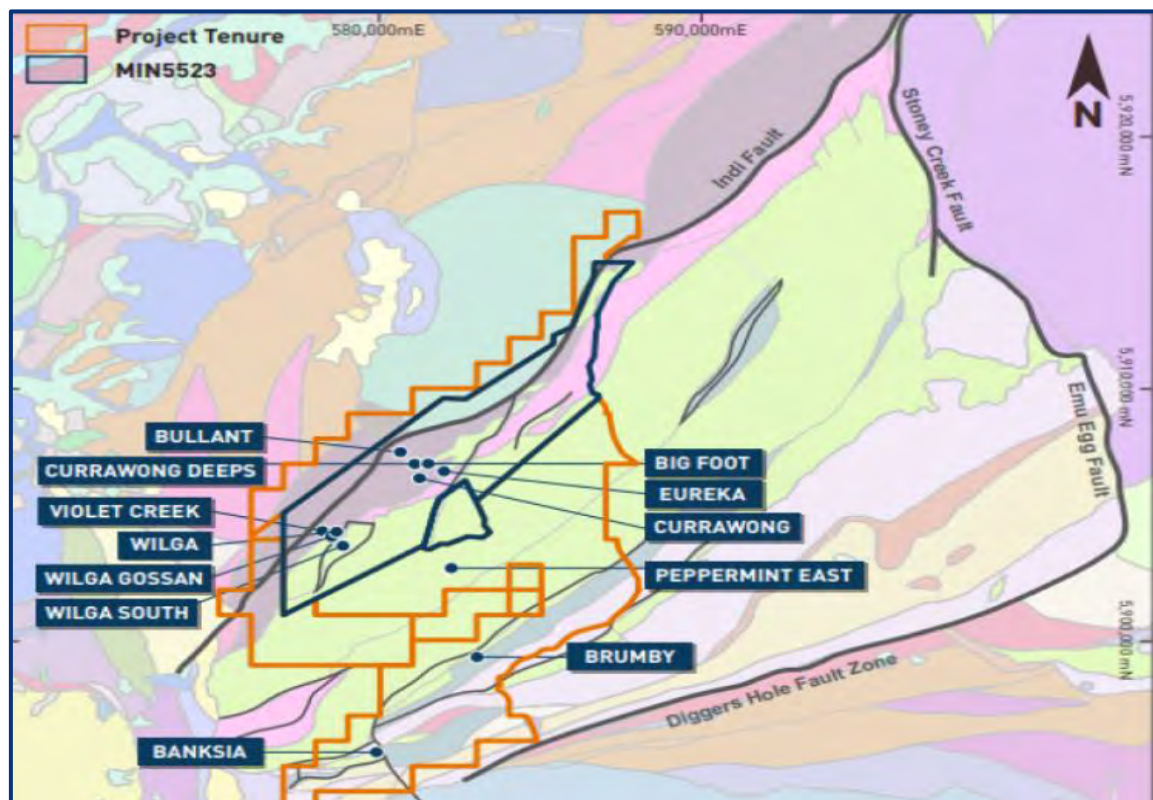 Project Tenure
MIN5523
580,000mE
590,000mE
N
5,920,000 mN
Stoney Creek Fault
Indi Fault
5,910,000 mN
Emu Egg Fault
BULLANT
CURRAWONG DEEPS
VIOLET CREEK
WILGA
WILGA GOSSAN
WILGA SOUTH
BIG FOOT
EUREKA
CURRAWONG
PEPPERMINT EAST
5,900,000 mN
BRUMBY
Diggers Hole Fault Zone
BANKSIA